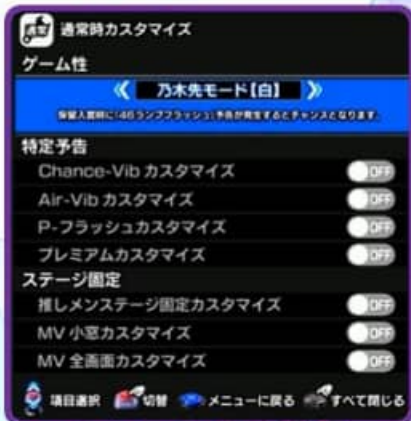 通常 通常時カスタマイズ
ゲーム性
乃木先モード【白】
保留入賞時に「46ランプフラッシュ」予告が発生するとチャンスとなります。
特定予告
Chance-Vib カスタマイズ OFF
Air-Vib カスタマイズ OFF
P-フラッシュカスタマイズ OFF
プレミアムカスタマイズ OFF
ステージ固定
推しメンステージ固定カスタマイズ OFF
MV 小窓カスタマイズ OFF
MV 全画面カスタマイズ OFF
項目選択 切替 メニューに戻る すべて閉じる